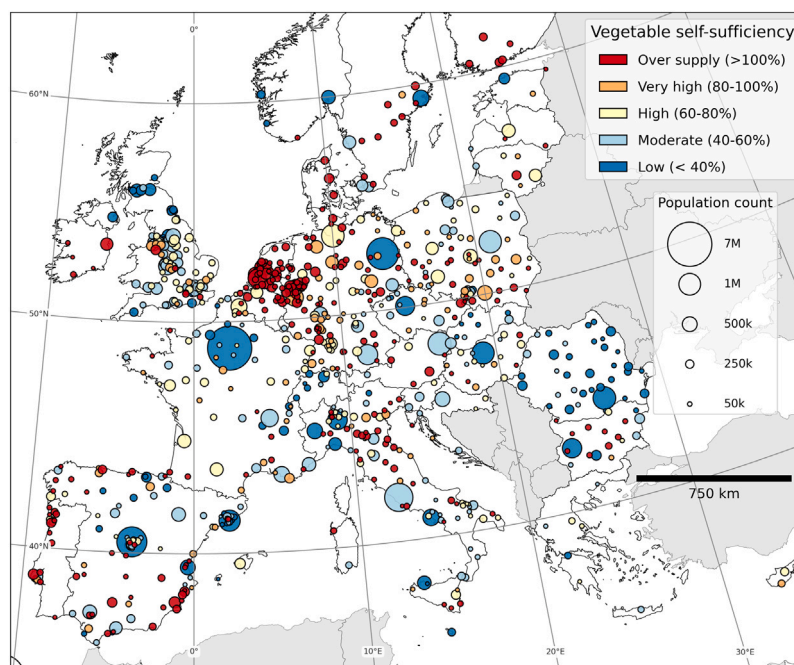 0°
Vegetable self-sufficiency
Over supply (>100%)
Very high (80-100%)
High (60-80%)
Moderate (40-60%)
Low (< 40%)
60°N
Population count
7M
1M
500k
250k
50k
50°N
750 km
40°N
0°
10°E
20°E
30°E